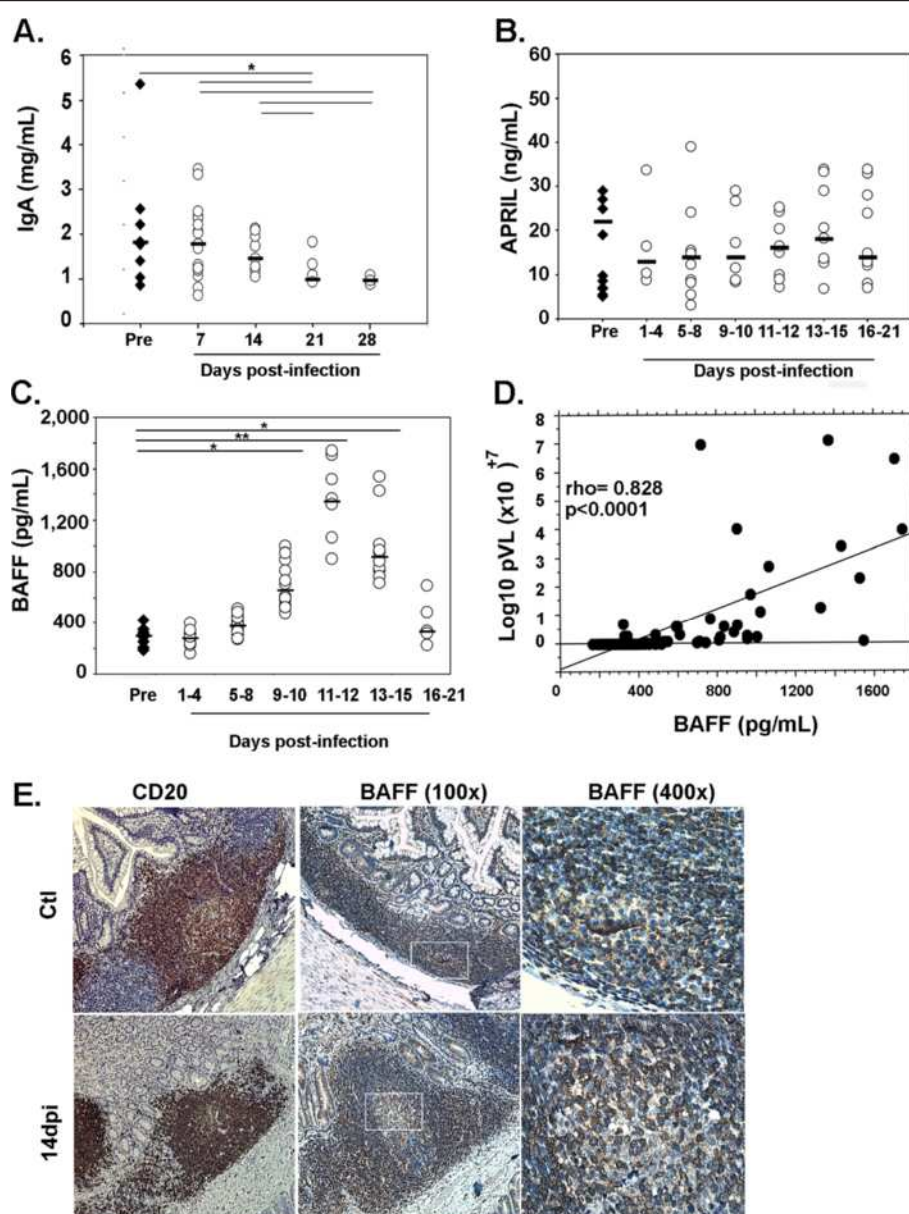 A.
IgA (mg/mL)
6
5
4
3
2
1
0
*
Pre 7 14 21 28
Days post-infection
B.
APRIL (ng/mL)
60
50
40
30
20
10
0
Pre 1-4 5-8 9-10 11-12 13-15 16-21
Days post-infection
C.
BAFF (pg/mL)
2,000
1,600
1,200
800
400
0
*
**
*
Pre 1-4 5-8 9-10 11-12 13-15 16-21
Days post-infection
D.
Log10 pVL (x10)+7
8
7
6
5
4
3
2
1
0
rho= 0.828
p<0.0001
0 400 800 1200 1600
BAFF (pg/mL)
E.
CD20 BAFF (100x) BAFF (400x)
Ctl
14dpi